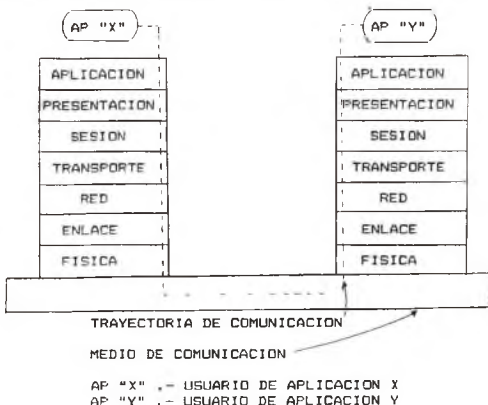 AP "X"
AP "Y"
APLICACION
APLICACION
PRESENTACION
PRESENTACION
SESION
SESION
TRANSPORTE
TRANSPORTE
RED
RED
ENLACE
ENLACE
FISICA
FISICA
TRAYECTORIA DE COMUNICACION
MEDIO DE COMUNICACION
AP "X" .- USUARIO DE APLICACION X
AP "Y" .- USUARIO DE APLICACION Y